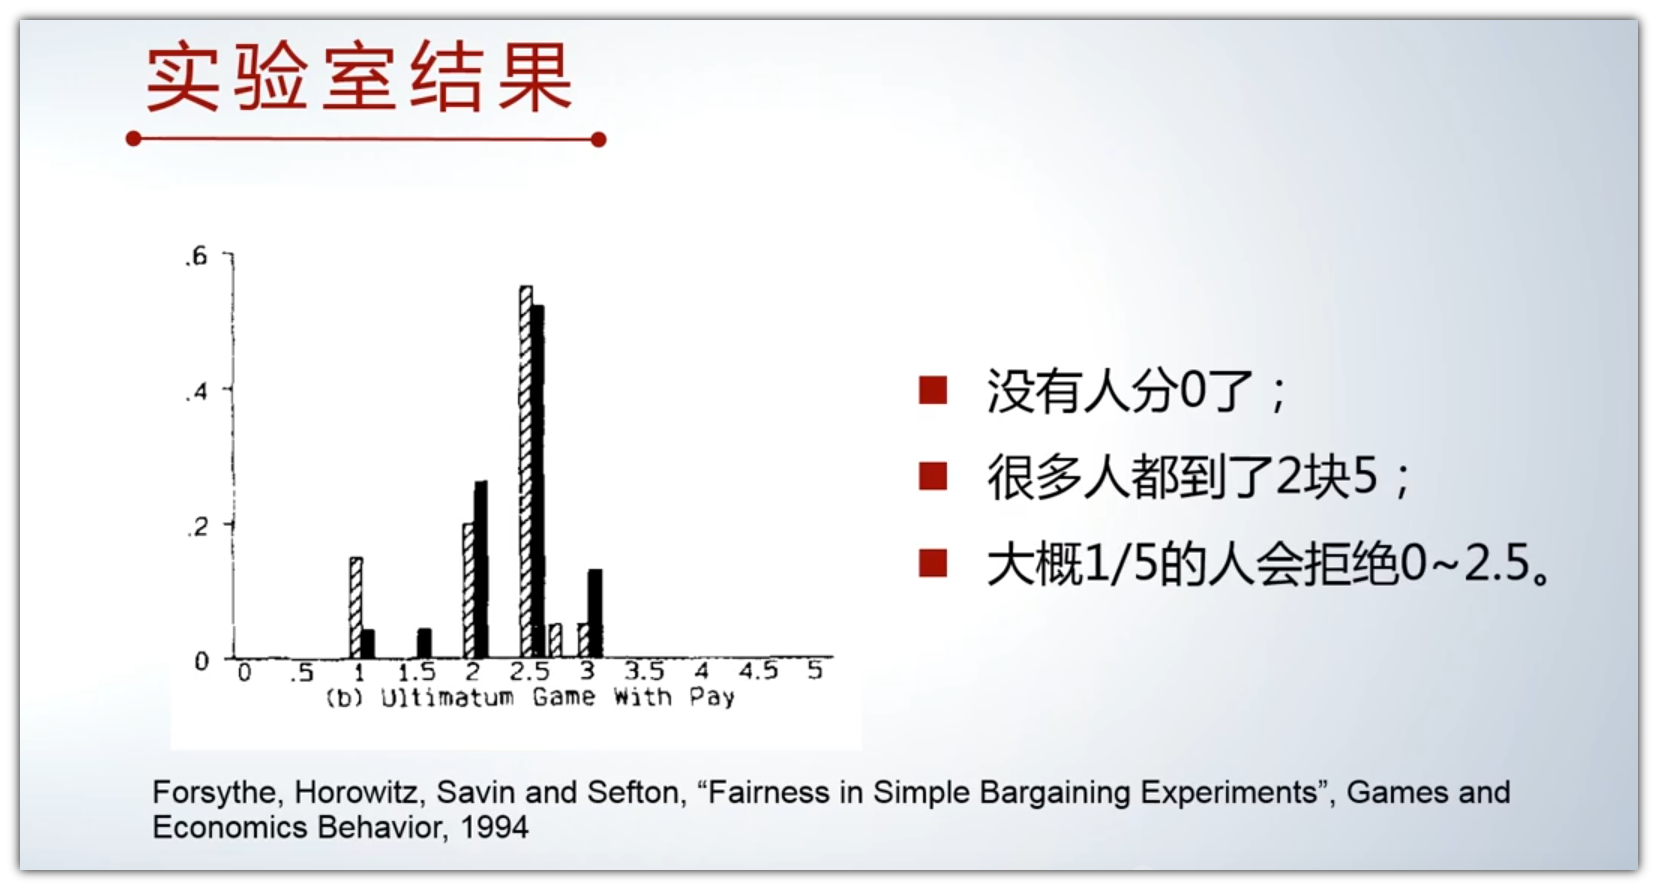 实验室结果
.6
.4
.2
0
0 .5 1 1.5 2 2.5 3 3.5 4 4.5 5
(b) Ultimatum Game With Pay
没有人分0了；
很多人都到了2块5；
大概1/5的人会拒绝0~2.5。
Forsythe, Horowitz, Savin and Sefton, “Fairness in Simple Bargaining Experiments”, Games and
Economics Behavior, 1994